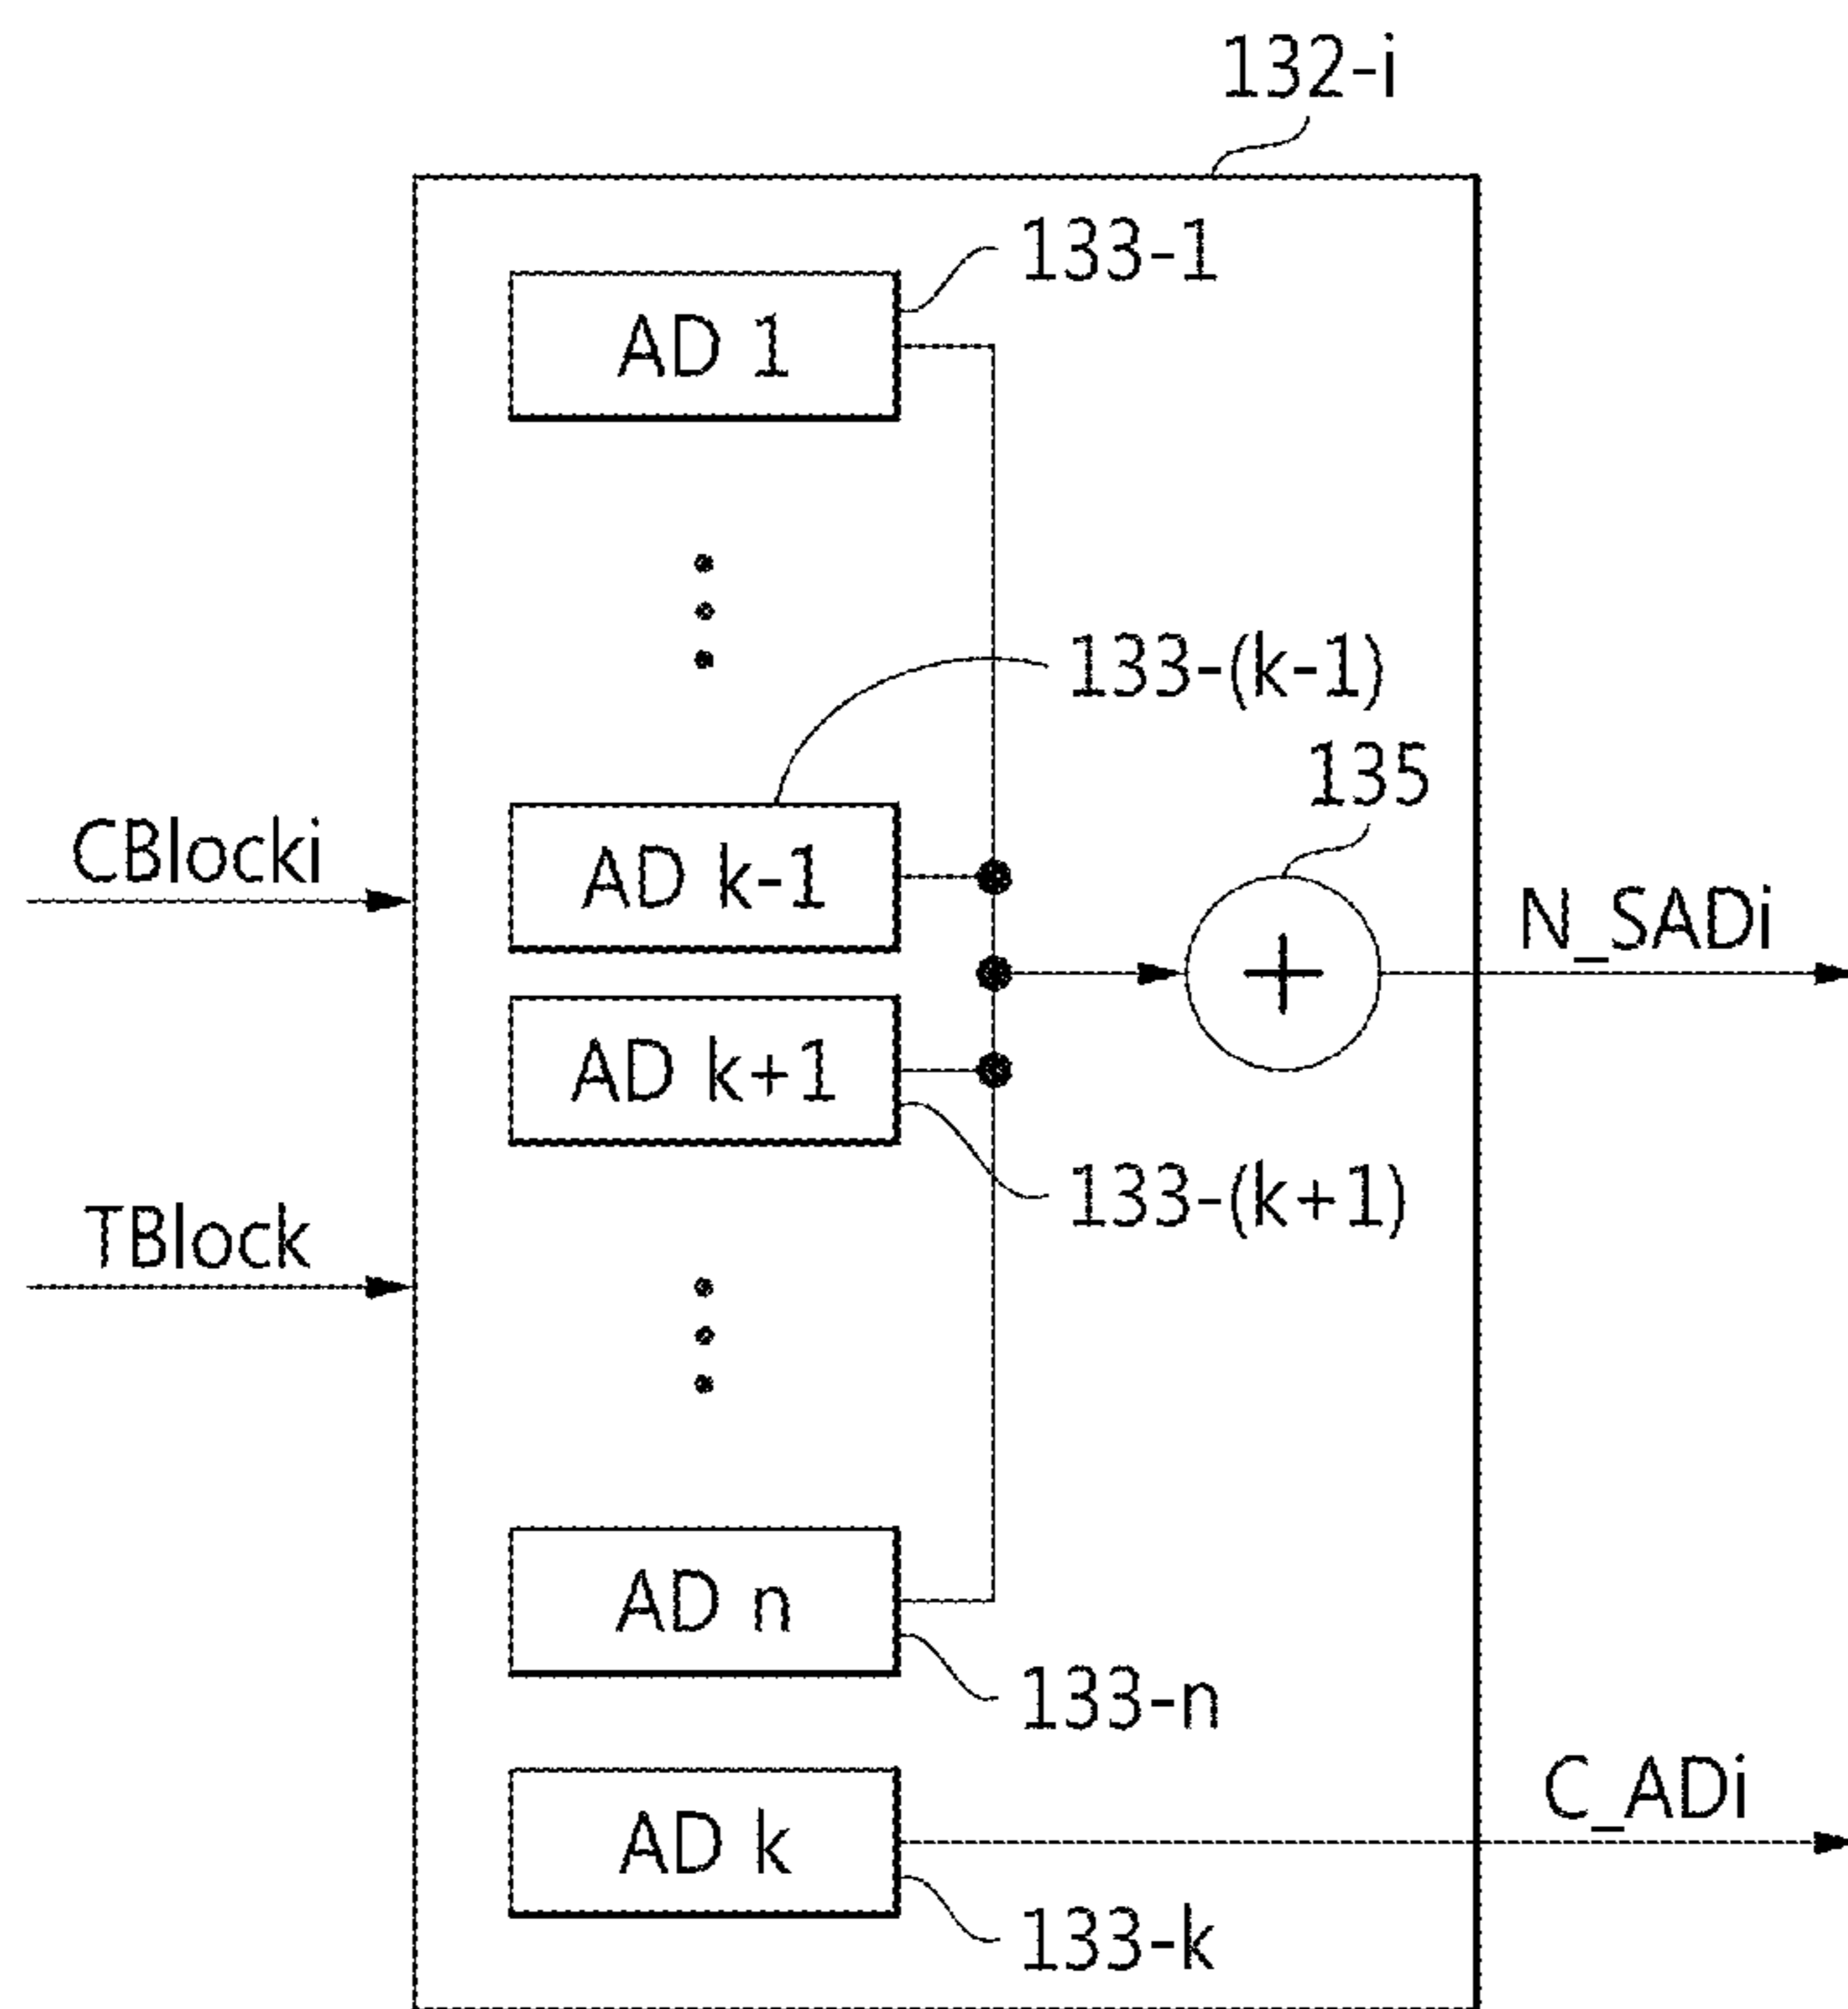 132-i
133-1
AD 1
133-(k-1)
135
CBlocki
AD k-1
N_SADi
AD k+1
133-(k+1)
TBlock
AD n
133-n
C_ADi
AD k
133-k